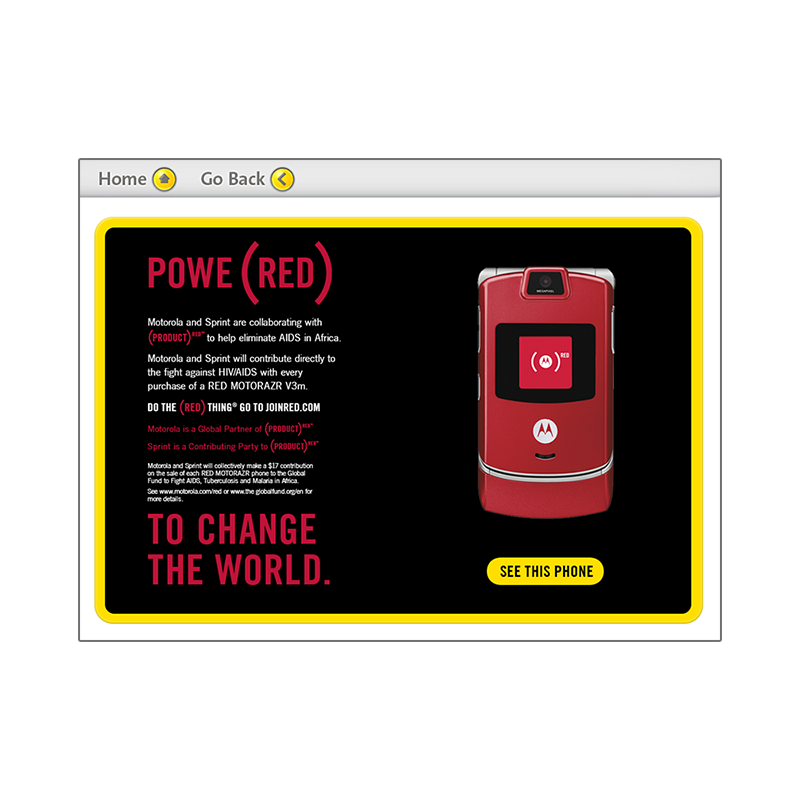 Home Go Back
POWE (RED)
Motorola and Sprint are collaborating with
(PRODUCT)RED™ to help eliminate AIDS in Africa.
Motorola and Sprint will contribute directly to
the fight against HIV/AIDS with every
purchase of a RED MOTORAZR V3m.
DO THE (RED) THING® GO TO JOINRED.COM
Motorola is a Global Partner of (PRODUCT)RED™
Sprint is a Contributing Party to (PRODUCT)RED™
Motorola and Sprint will collectively make a $17 contribution
on the sale of each RED MOTORAZR phone to the Global
Fund to Fight AIDS, Tuberculosis and Malaria in Africa.
See www.motorola.com/red or www.the globalfund.org/en for
more details.
TO CHANGE
THE WORLD.
MEGAPIXEL
( )RED
SEE THIS PHONE